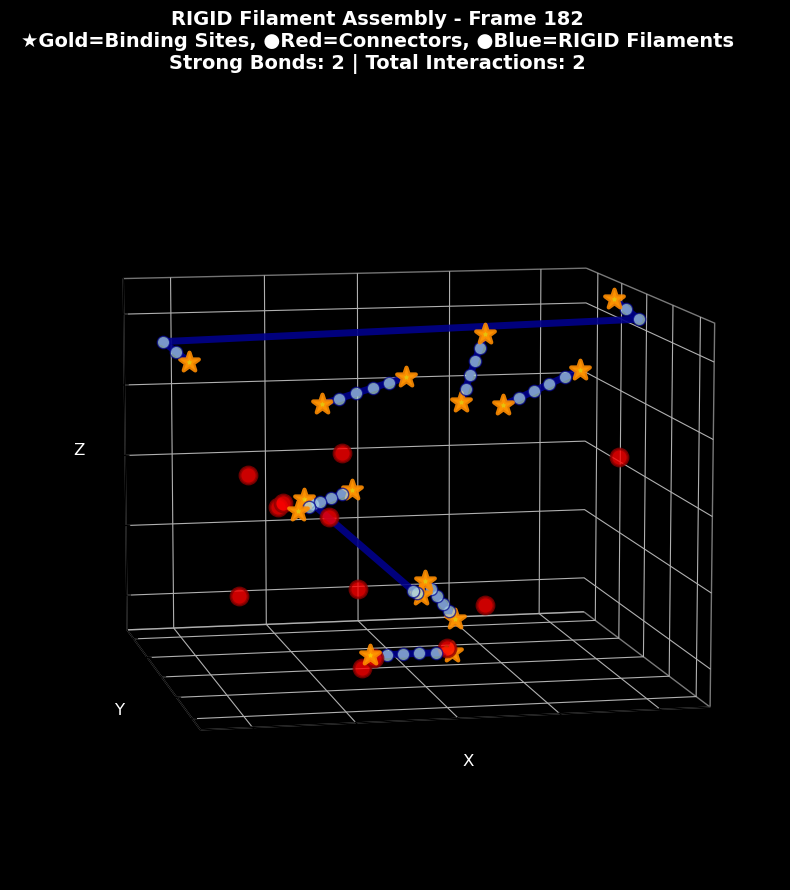 RIGID Filament Assembly - Frame 182
★Gold=Binding Sites, ●Red=Connectors, ●Blue=RIGID Filaments
Strong Bonds: 2 | Total Interactions: 2
Z
Y
X